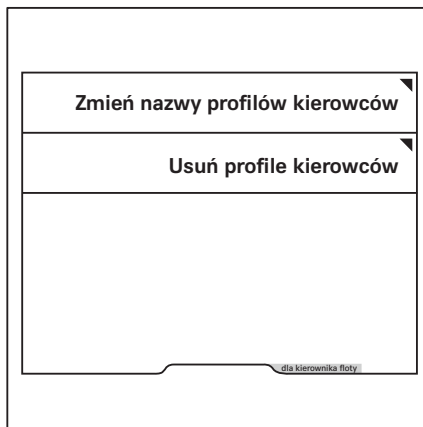 Zmień nazwy profilów kierowców
Usuń profile kierowców
dla kierownika floty